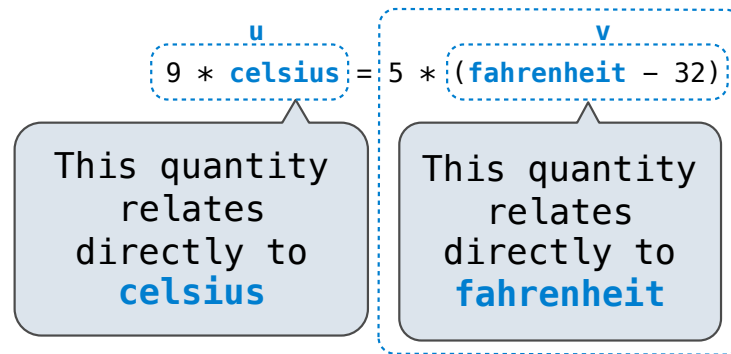 u v
9 * celsius = 5 * (fahrenheit - 32)
This quantity
relates
directly to
celsius
This quantity
relates
directly to
fahrenheit